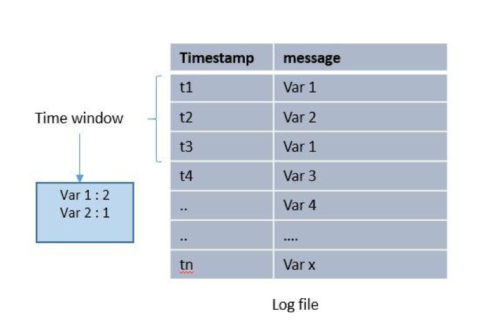 Timestamp message
t1 Var 1
Time window
t2 Var 2
t3 Var 1
t4 Var 3
Var 1 : 2
Var 2 : 1
.. Var 4
.. ....
tn Var x
Log file